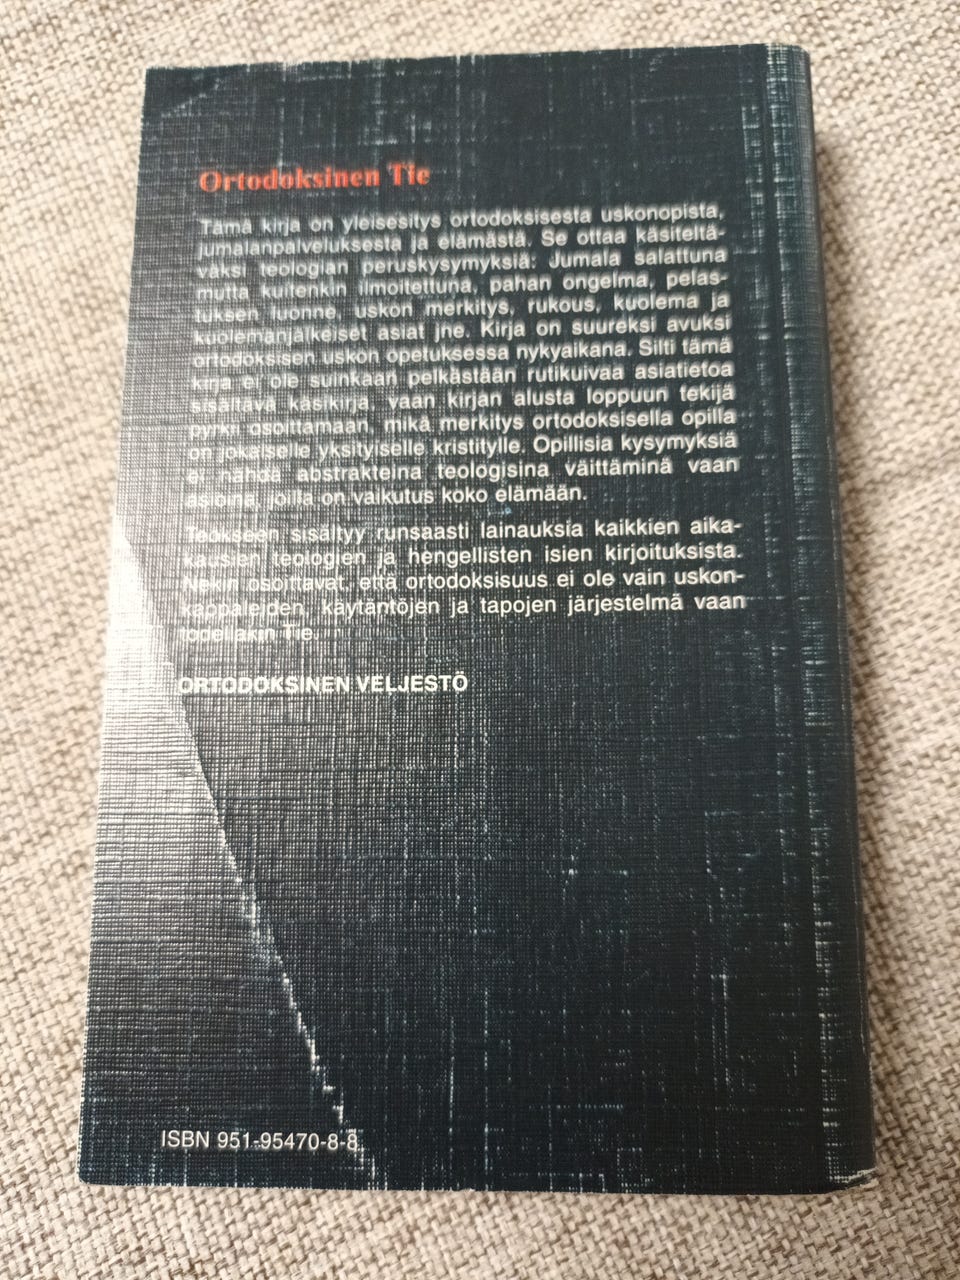 Ortodoksinen Tie
Tämä kirja on yleisesitys ortodoksisesta uskonopista,
jumalanpalveluksesta ja elämästä. Se ottaa käsiteltä-
väksi teologian peruskysymyksiä: Jumala salattuna
mutta kuitenkin ilmoitettuna, pahan ongelma, pelas-
tuksen luonne, uskon merkitys, rukous, kuolema ja
kuolemanjälkeiset asiat jne. Kirja on suureksi avuksi
ortodoksisen uskon opetuksessa nykyaikana. Silti tämä
kirja ei ole suinkaan pelkästään rutikuivaa asiatietoa
sisältävä käsikirja, vaan kirjan alusta loppuun tekijä
pyrkii osoittamaan, mikä merkitys ortodoksisella opilla
on jokaiselle yksityiselle kristitylle. Opillisia kysymyksiä
ei nähdä abstrakteina teologisina väittäminä vaan
asioina, joilla on vaikutus koko elämään.
Teokseen sisältyy runsaasti lainauksia kaikkien aika-
kausien teologien ja hengellisten isien kirjoituksista.
Nekin osoittavat, että ortodoksisuus ei ole vain uskon-
kappaleiden, käytäntöjen ja tapojen järjestelmä vaan
todellakin Tie.
ORTODOKSINEN VELJESTÖ
ISBN 951-95470-8-8